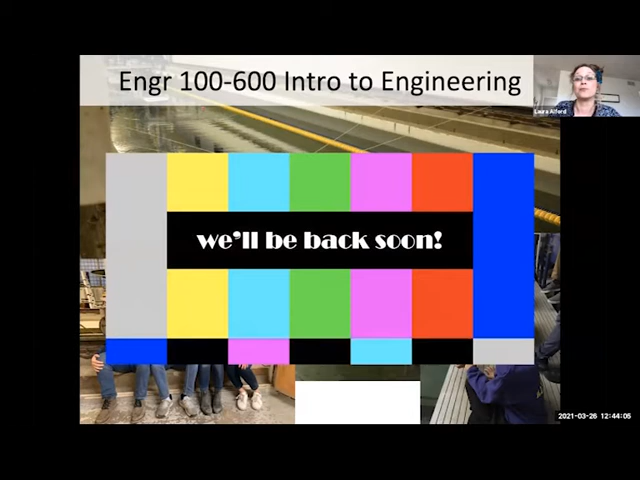 Engr 100-600 Intro to Engineering
Laura Alford
we'll be back soon!
2021-03-26 12:44:05